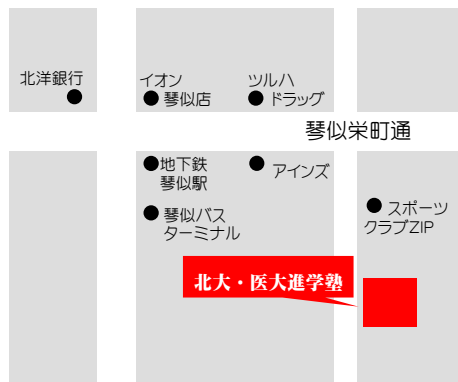 北洋銀行
イオン
琴似店
ツルハ
ドラッグ
琴似栄町通
地下鉄
琴似駅
アインズ
琴似バス
ターミナル
スポーツ
クラブZIP
北大・医大進学塾